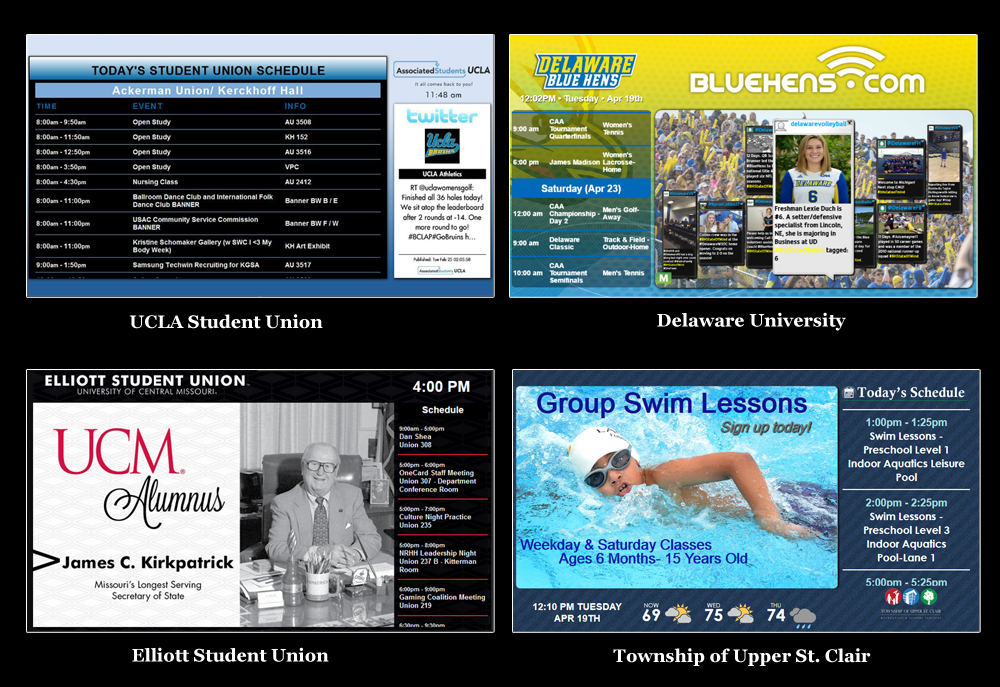 TODAY'S STUDENT UNION SCHEDULE
Ackerman Union/ Kerckhoff Hall
TIME EVENT INFO
8:00am - 9:50am Open Study AU 3508
8:00am - 11:50am Open Study KH 152
8:00am - 12:50pm Open Study AU 3516
8:00am - 3:50pm Open Study VPC
8:00am - 4:30pm Nursing Class AU 2412
8:00am - 11:00pm Ballroom Dance Club and International Folk Dance Club BANNER Banner BW B / E
8:00am - 11:00pm USAC Community Service Commission BANNER Banner BW F / W
8:00am - 11:00pm Kristine Schomaker Gallery (w SWC I <3 My Body Week) KH Art Exhibit
9:00am - 1:50pm Samsung Techwin Recruiting for KGSA AU 3517
AssociatedStudents UCLA
It all comes back to you!
11:48 am
twitter
Ucla
BRUINS
UCLA Athletics
RT @uclawomensgolf:
Finished all 36 holes today!
We sit atop the leaderboard
after 2 rounds at -14. One
more round to go!
#BCLAPI#GoBruins h...
Published: Tue Feb 25 02:05:58
AssociatedStudents UCLA
UCLA Student Union
DELAWARE
BLUE HENS
12:02PM • Tuesday • Apr 19th
BLUEHENS.COM
9:00 am CAA Tournament Quarterfinals Women's Tennis
6:00 pm James Madison Women's Lacrosse-Home
Saturday (Apr 23)
12:00 am CAA Championship - Day 2 Men's Golf-Away
9:00 am Delaware Classic Track & Field - Outdoor-Home
10:00 am CAA Tournament Semifinals Men's Tennis
delawarevolleyball
DELAWARE
6
Freshman Lexie Duch is
#6. A setter/defensive
specialist from Lincoln,
NE, she is majoring in
Business at UD
tagged:
6
M
Delaware University
ELLIOTT STUDENT UNION
UNIVERSITY OF CENTRAL MISSOURI
4:00 PM
Schedule
UCM
Alumnus
James C. Kirkpatrick
Missouri's Longest Serving
Secretary of State
9:00am - 5:00pm
Dan Shea
Union 308
5:00pm - 6:00pm
OneCard Staff Meeting
Union 307 - Department
Conference Room
5:00pm - 7:00pm
Culture Night Practice
Union 235
5:00pm - 8:00pm
NRHH Leadership Night
Union 237 B - Kitterman
Room
6:00pm - 9:00pm
Gaming Coalition Meeting
Union 219
6:30pm - 9:30pm
Elliott Student Union
Group Swim Lessons
Sign up today!
Weekday & Saturday Classes
Ages 6 Months- 15 Years Old
12:10 PM TUESDAY
APR 19TH
NOW 69
WED 75
THU 74
Today's Schedule
1:00pm - 1:25pm
Swim Lessons -
Preschool Level 1
Indoor Aquatics Leisure
Pool
2:00pm - 2:25pm
Swim Lessons -
Preschool Level 3
Indoor Aquatics
Pool-Lane 1
5:00pm - 5:25pm
TOWNSHIP OF UPPER ST. CLAIR
Township of Upper St. Clair